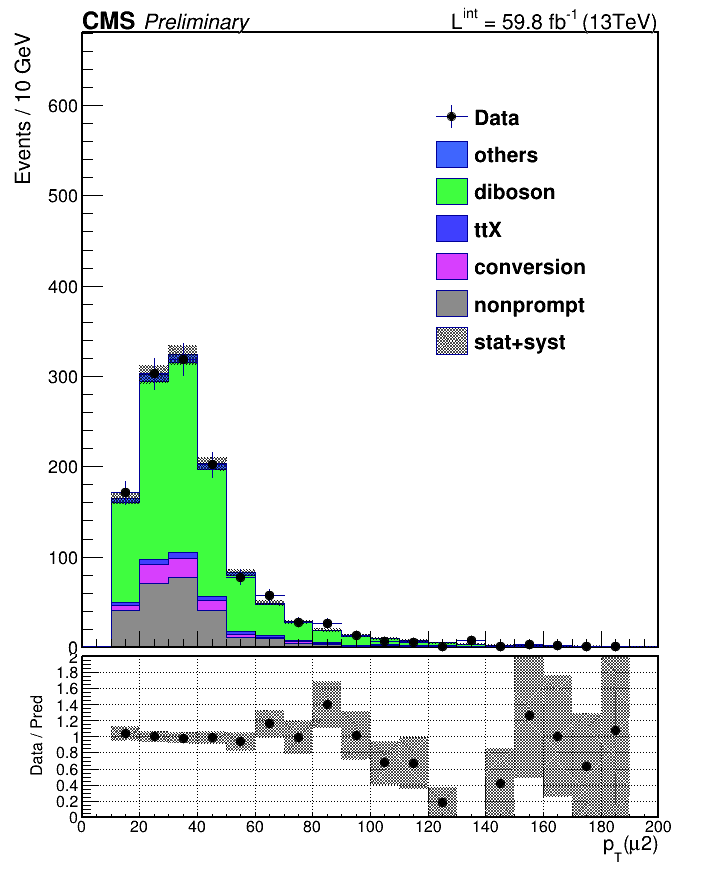 CMS Preliminary L^int = 59.8 fb^-1 (13TeV)
Events / 10 GeV
600
500
400
300
200
100
0
Data
others
diboson
ttX
conversion
nonprompt
stat+syst
Data / Pred
2
1.8
1.6
1.4
1.2
1
0.8
0.6
0.4
0.2
0
0 20 40 60 80 100 120 140 160 180 200
p_T(μ2)